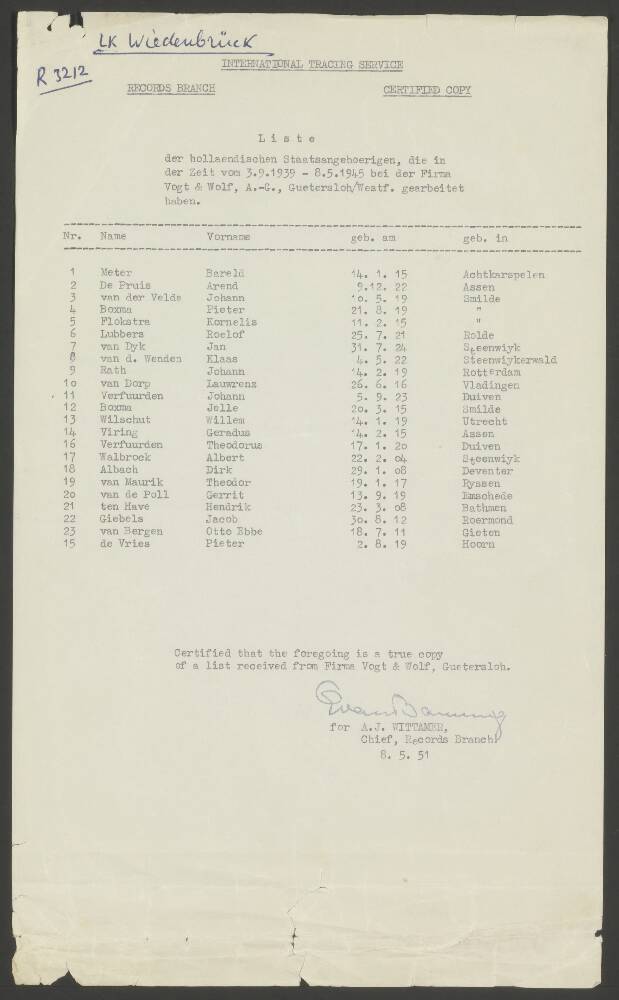 LK Wiedenbrück
R 3212
INTERNATIONAL TRACING SERVICE
RECORDS BRANCH CERTIFIED COPY
Liste
der hollaendischen Staatsangehoerigen, die in
der Zeit vom 3.9.1939 - 8.5.1945 bei der Firma
Vogt & Wolf, A.-G., Guetersloh/Westf. gearbeitet
haben.
Nr. Name Vorname geb. am geb. in
1 Meter Bareld 14. 1. 15 Achtkarspelen
2 De Pruis Arend 9.12. 22 Assen
3 van der Velde Johann 10. 5. 19 Smilde
4 Boxma Pieter 21. 8. 19 "
5 Flokstra Kornelis 11. 2. 15 "
6 Lubbers Roelof 25. 7. 21 Rolde
7 van Dyk Jan 31. 7. 24 Steenwiyk
8 van d. Wenden Klaas 4. 5. 22 Steenwiykerwald
9 Rath Johann 14. 2. 19 Rotterdam
10 van Dorp Lauwrens 26. 6. 16 Vladingen
11 Verfuurden Johann 5. 9. 23 Duiven
12 Boxma Jelle 20. 3. 15 Smilde
13 Wilschut Willem 14. 1. 19 Utrecht
14 Viring Geradus 14. 2. 15 Assen
16 Verfuurden Theodorus 17. 1. 20 Duiven
17 Walbrock Albert 22. 2. 04 Steenwiyk
18 Albach Dirk 29. 1. 08 Deventer
19 van Maurik Theodor 19. 1. 17 Ryssen
20 van de Poll Gerrit 13. 9. 19 Emschede
21 ten Have Hendrik 23. 3. 08 Bathmen
22 Giebels Jacob 30. 8. 12 Roermond
23 van Bergen Otto Ebbe 18. 7. 11 Gieten
15 de Vries Pieter 2. 8. 19 Hoorn
Certified that the foregoing is a true copy
of a list received from Firma Vogt & Wolf, Guetersloh.
for A.J. WITTAMER,
Chief, Records Branch
8. 5. 51